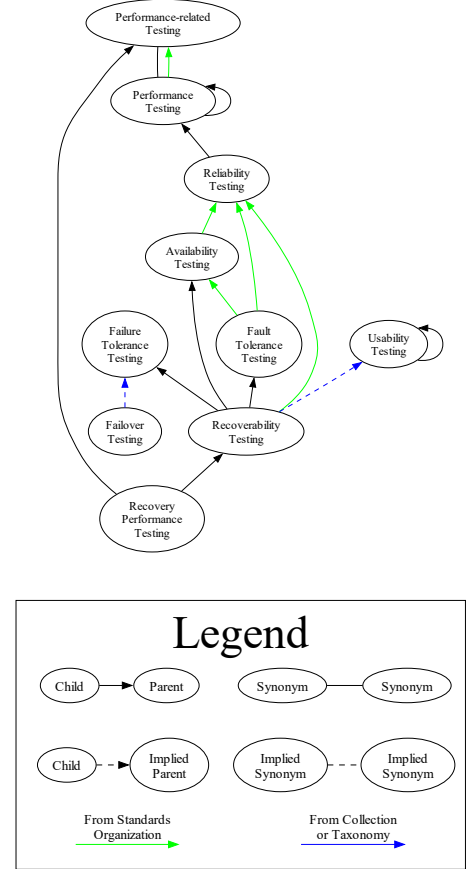 Performance-related
Testing
Performance
Testing
Reliability
Testing
Availability
Testing
Failure
Tolerance
Testing
Fault
Tolerance
Testing
Usability
Testing
Failover
Testing
Recoverability
Testing
Recovery
Performance
Testing
Legend
Child
Parent
Synonym
Synonym
Child
Implied
Parent
Implied
Synonym
Implied
Synonym
From Standards
Organization
From Collection
or Taxonomy